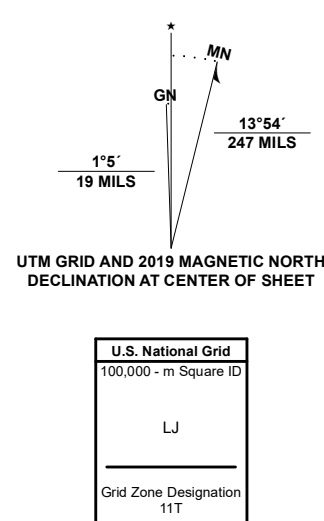 ★
MN
GN
13°54´
247 MILS
1°5´
19 MILS
UTM GRID AND 2019 MAGNETIC NORTH
DECLINATION AT CENTER OF SHEET
U.S. National Grid
100,000 - m Square ID
LJ
Grid Zone Designation
11T